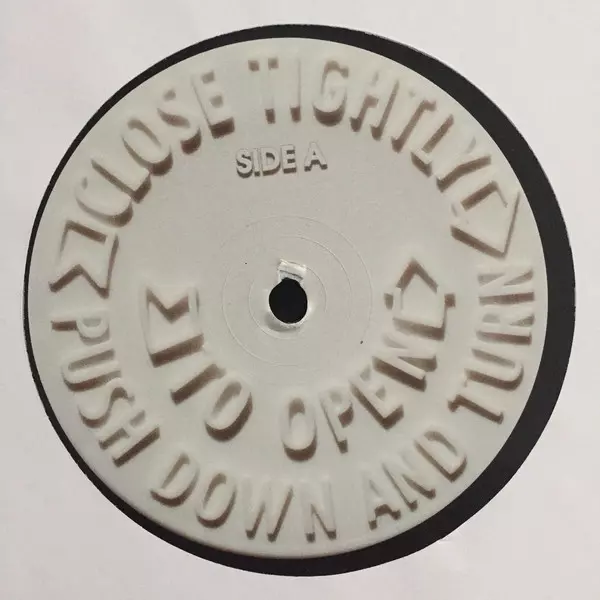 CLOSE TIGHTLY
SIDE A
TO OPEN
PUSH DOWN AND TURN